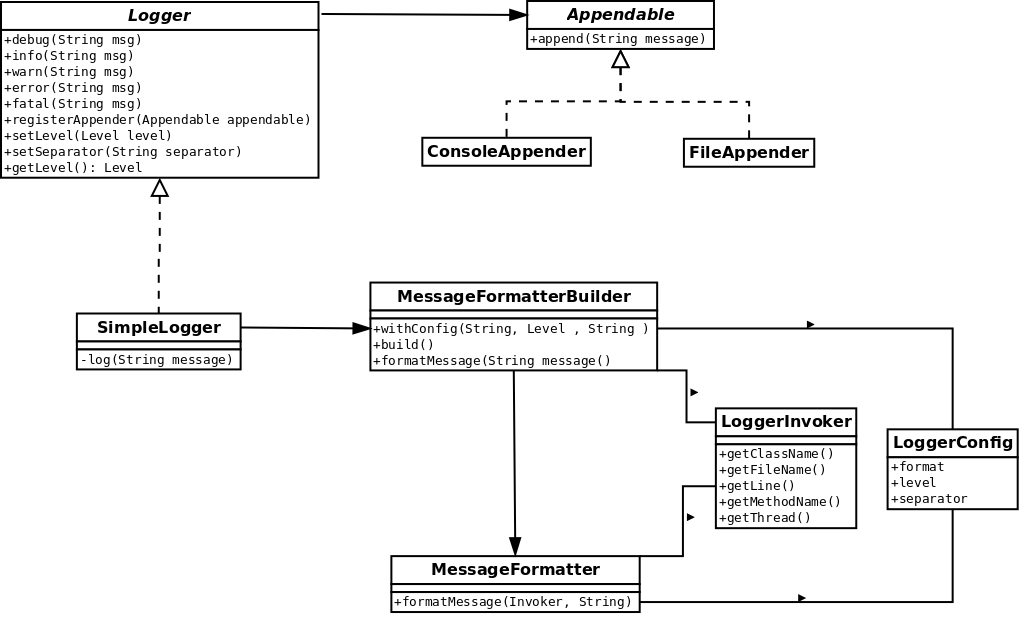 Logger
+debug(String msg)
+info(String msg)
+warn(String msg)
+error(String msg)
+fatal(String msg)
+registerAppender(Appendable appendable)
+setLevel(Level level)
+setSeparator(String separator)
+getLevel(): Level
Appendable
+append(String message)
ConsoleAppender
FileAppender
SimpleLogger
-log(String message)
MessageFormatterBuilder
+withConfig(String, Level , String )
+build()
+formatMessage(String message()
LoggerInvoker
+getClassName()
+getFileName()
+getLine()
+getMethodName()
+getThread()
LoggerConfig
+format
+level
+separator
MessageFormatter
+formatMessage(Invoker, String)